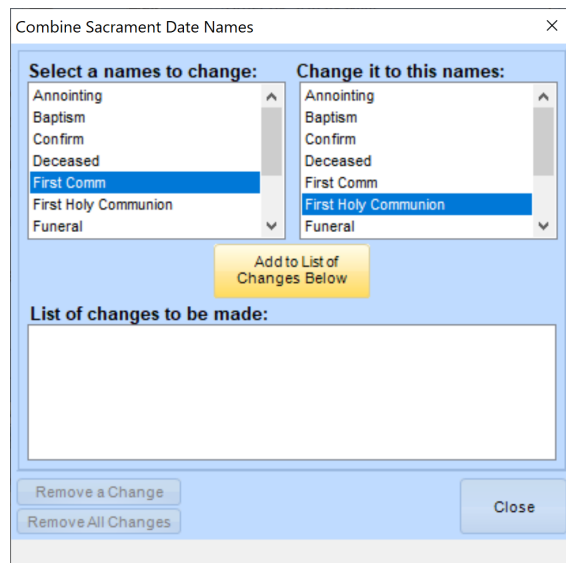 Combine Sacrament Date Names
Select a names to change:
Annointing
Baptism
Confirm
Deceased
First Comm
First Holy Communion
Funeral
Change it to this names:
Annointing
Baptism
Confirm
Deceased
First Comm
First Holy Communion
Funeral
Add to List of
Changes Below
List of changes to be made:
Remove a Change
Remove All Changes
Close